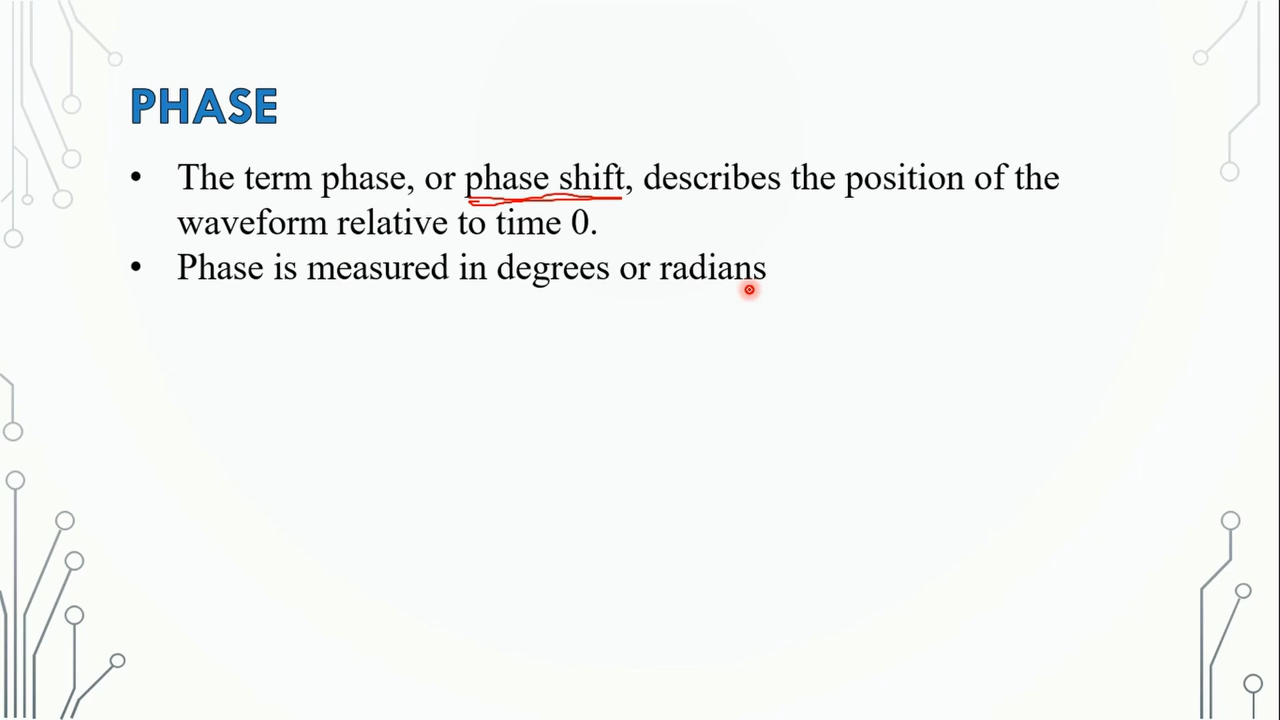 PHASE
• The term phase, or phase shift, describes the position of the
waveform relative to time 0.
• Phase is measured in degrees or radians